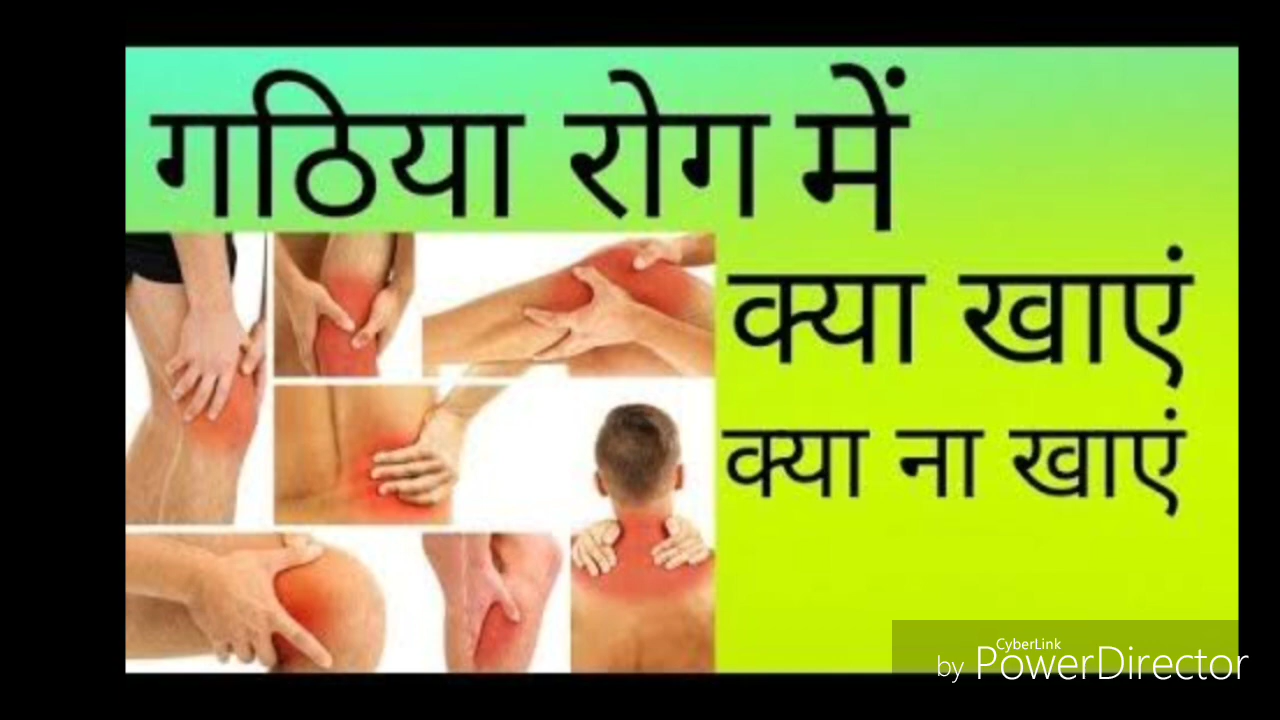 गठिया रोग में
क्या खाएं
क्या ना खाएं
CyberLink
by PowerDirector